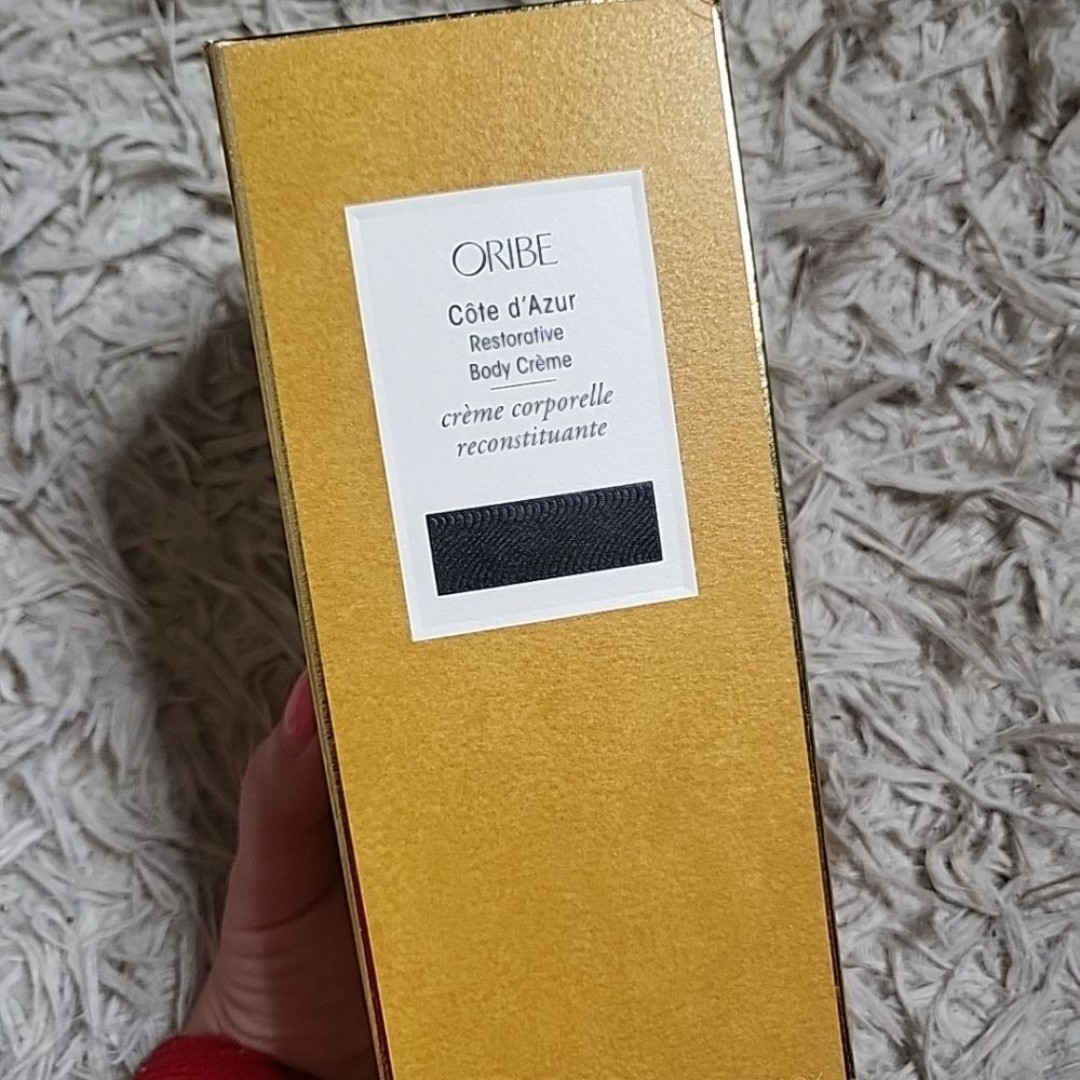 ORIBE
Côte d'Azur
Restorative
Body Crème
crème corporelle
reconstituante